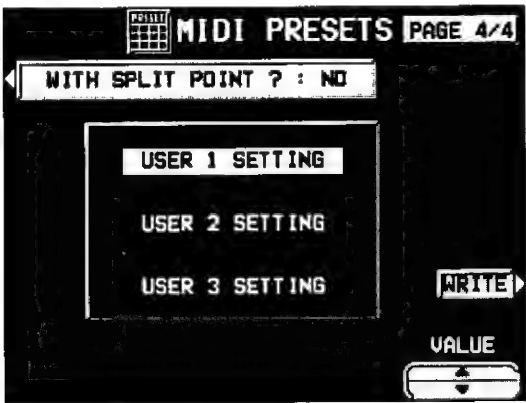 PRESET
MIDI PRESETS PAGE 4/4
WITH SPLIT POINT ? : NO
USER 1 SETTING
USER 2 SETTING
USER 3 SETTING
WRITE
VALUE